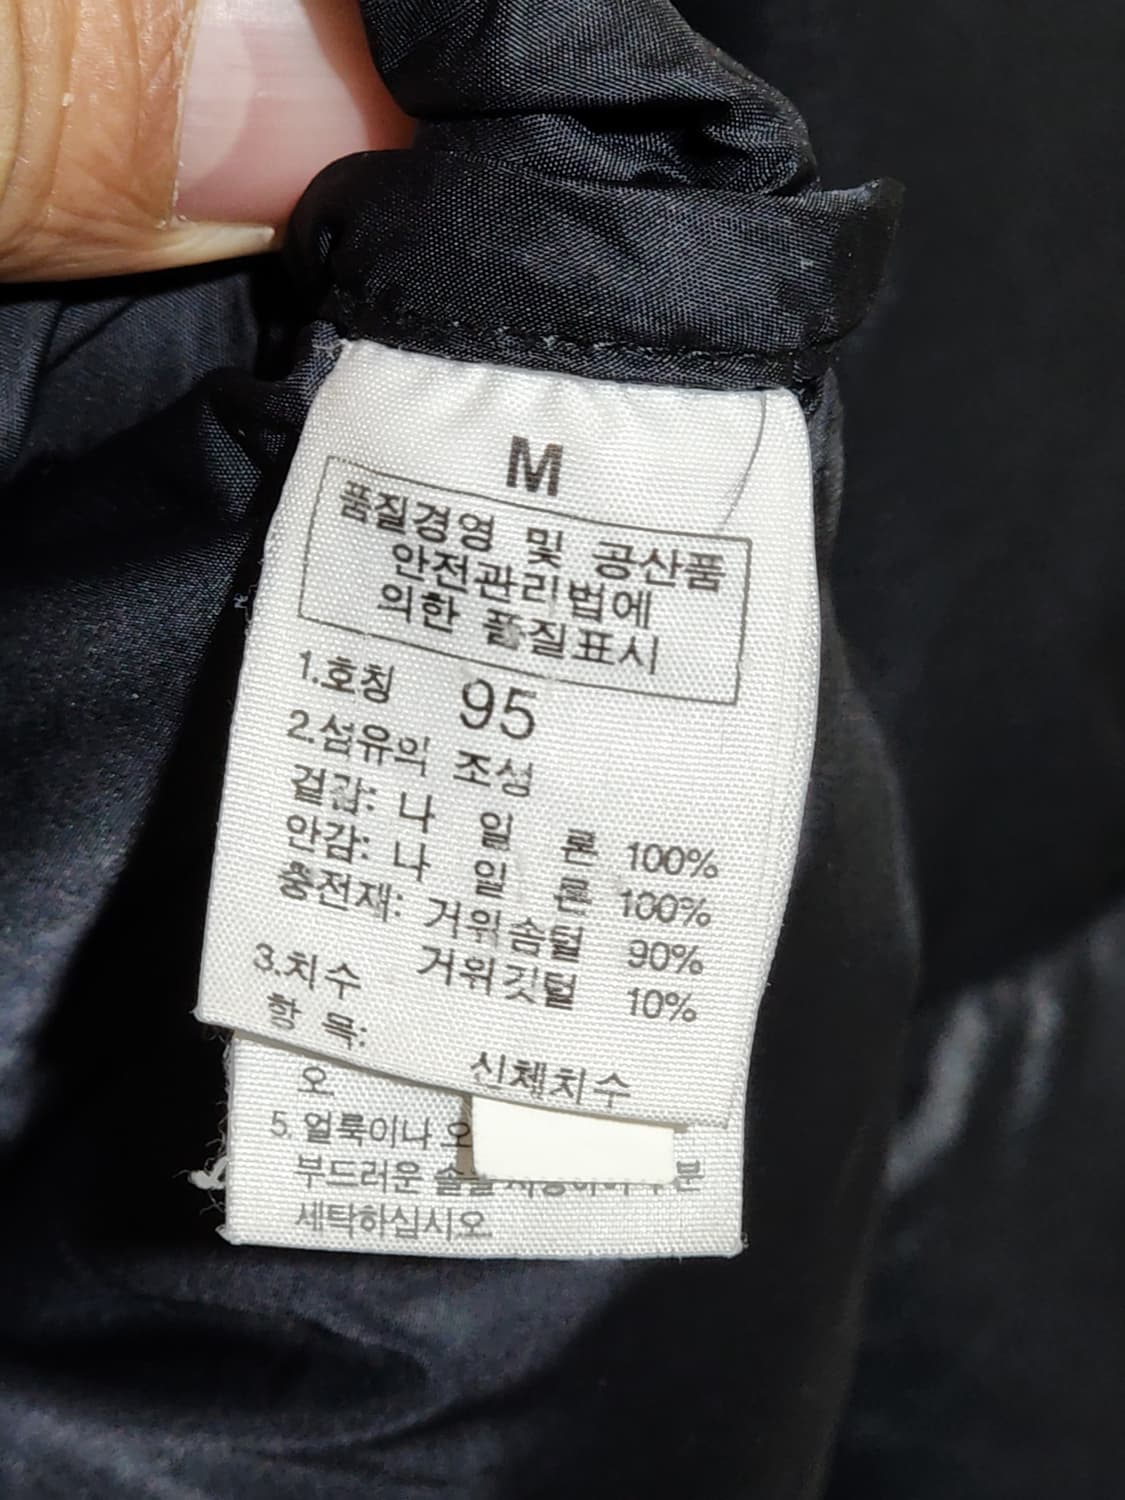 M
품질경영 및 공산품
안전관리법에
의한 품질표시
1.호칭 95
2.섬유의 조성
겉감: 나 일 론 100%
안감: 나 일 론 100%
충전재: 거위솜털 90%
거위깃털 10%
3.치수
항 목: 신체치수
오
5. 얼룩이나 오
부드러운 부분
세탁하십시오